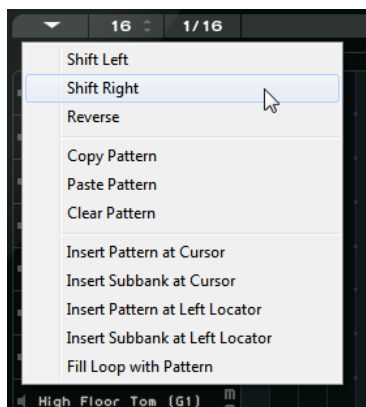 16 1/16
Shift Left
Shift Right
Reverse
Copy Pattern
Paste Pattern
Clear Pattern
Insert Pattern at Cursor
Insert Subbank at Cursor
Insert Pattern at Left Locator
Insert Subbank at Left Locator
Fill Loop with Pattern
High Floor Tom (G1) m